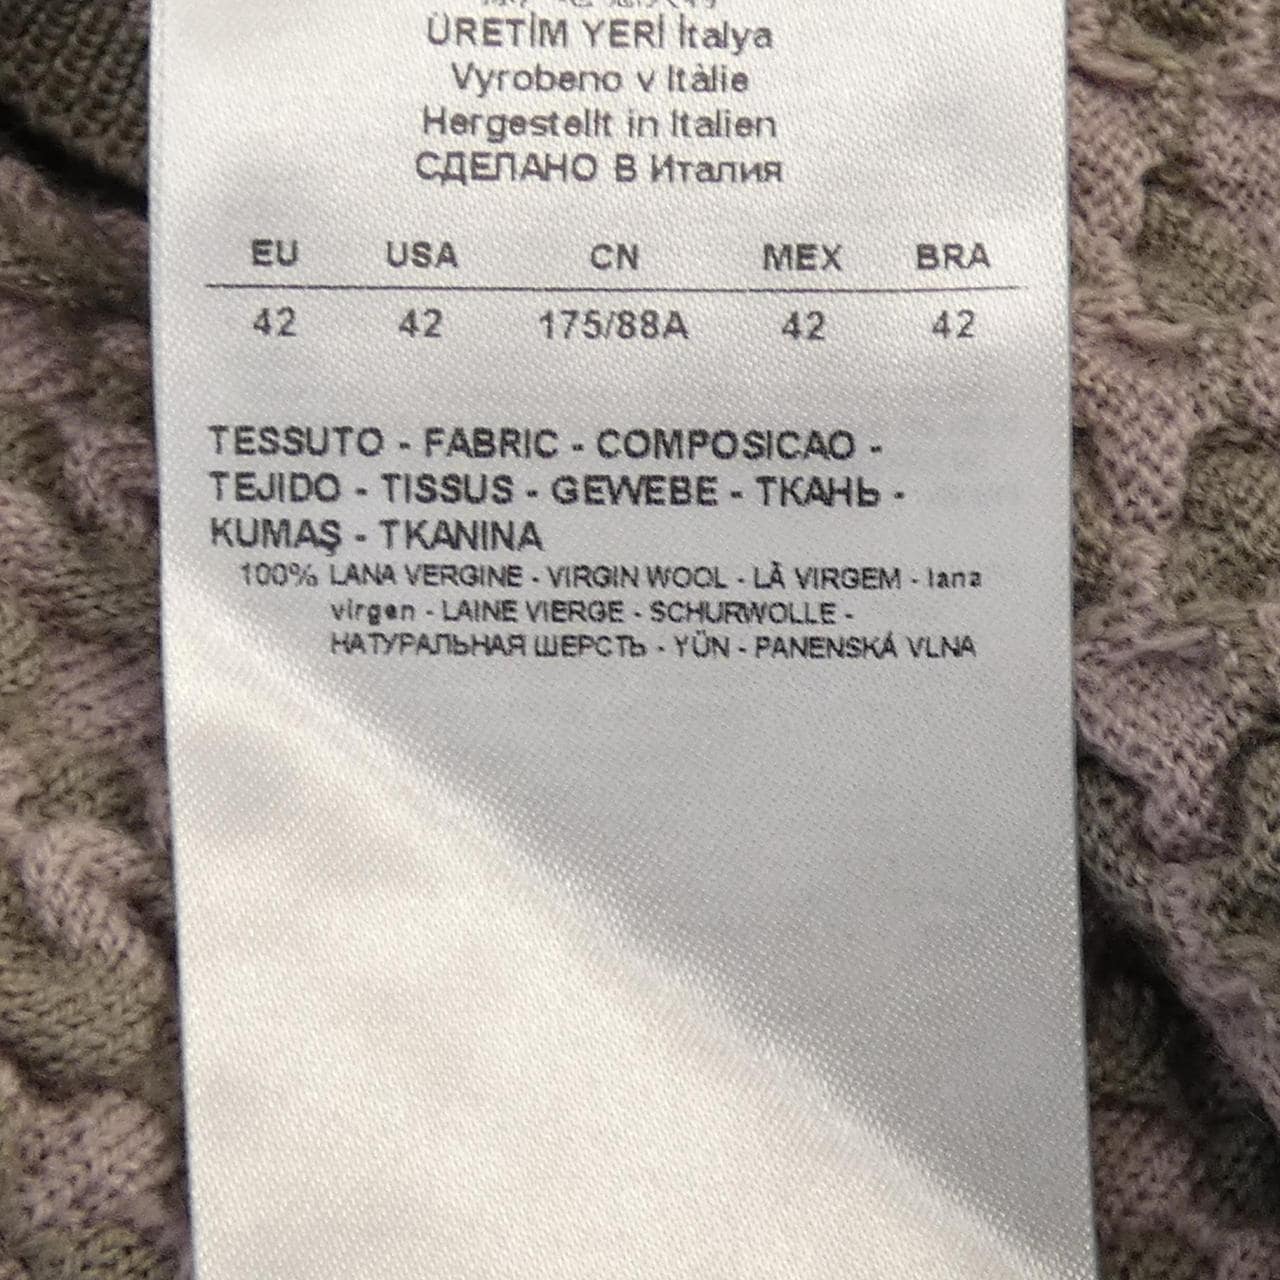 ÜRETİM YERİ İtalya
Vyrobeno v Itàlie
Hergestellt in Italien
СДЕЛАНО В Италия
EU USA CN MEX BRA
42 42 175/88A 42 42
TESSUTO - FABRIC - COMPOSICAO -
TEJIDO - TISSUS - GEWEBE - ТКАНЬ -
KUMAŞ - TKANINA
100% LANA VERGINE - VIRGIN WOOL - LÃ VIRGEM - lana
virgen - LAINE VIERGE - SCHURWOLLE -
НАТУРАЛЬНАЯ ШЕРСТЬ - YÜN - PANENSKÁ VLNA